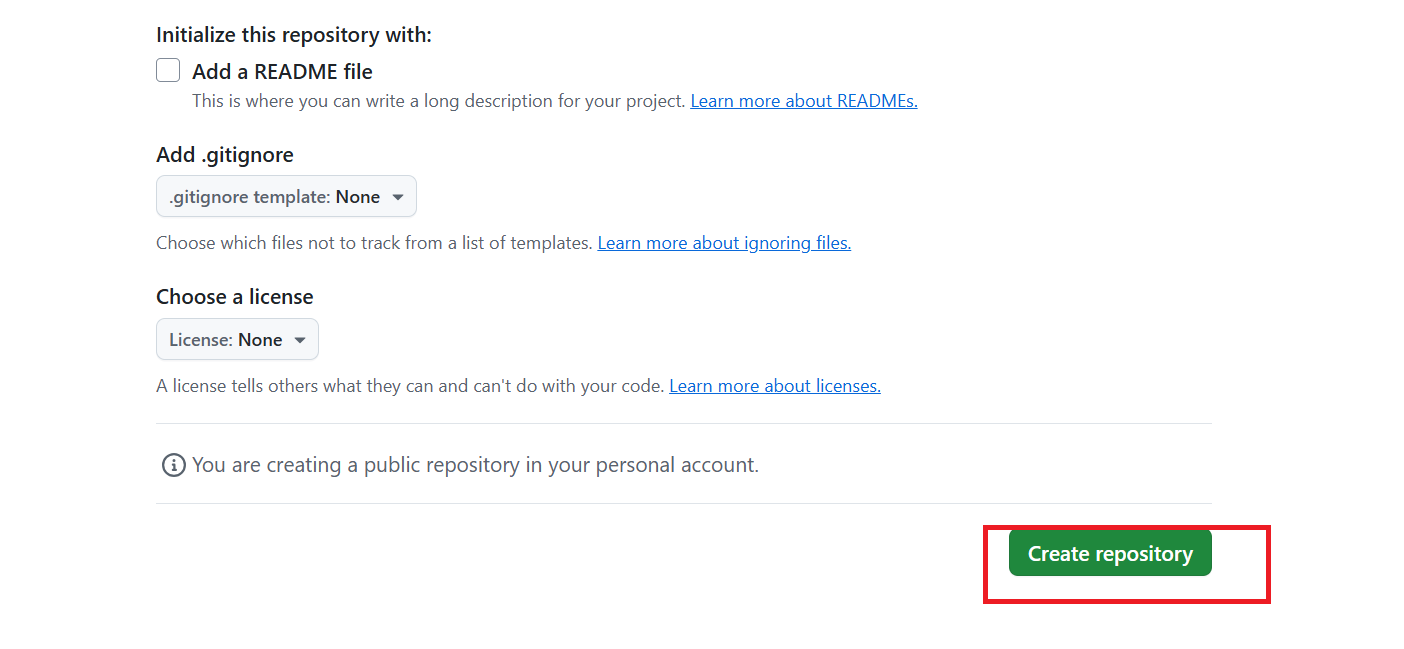 Initialize this repository with:
Add a README file
This is where you can write a long description for your project. Learn more about READMEs.
Add .gitignore
.gitignore template: None
Choose which files not to track from a list of templates. Learn more about ignoring files.
Choose a license
License: None
A license tells others what they can and can't do with your code. Learn more about licenses.
You are creating a public repository in your personal account.
Create repository